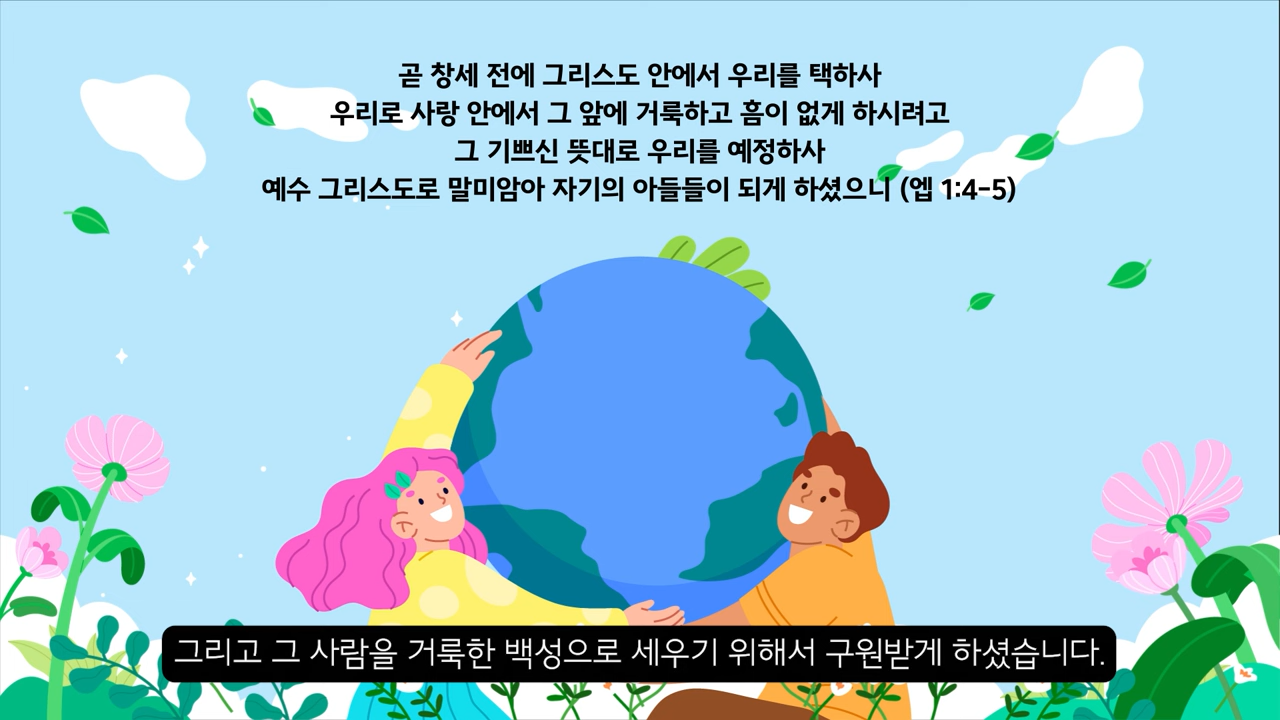 곧 창세 전에 그리스도 안에서 우리를 택하사
우리로 사랑 안에서 그 앞에 거룩하고 흠이 없게 하시려고
그 기쁘신 뜻대로 우리를 예정하사
예수 그리스도로 말미암아 자기의 아들들이 되게 하셨으니 (엡 1:4-5)
그리고 그 사람을 거룩한 백성으로 세우기 위해서 구원받게 하셨습니다.